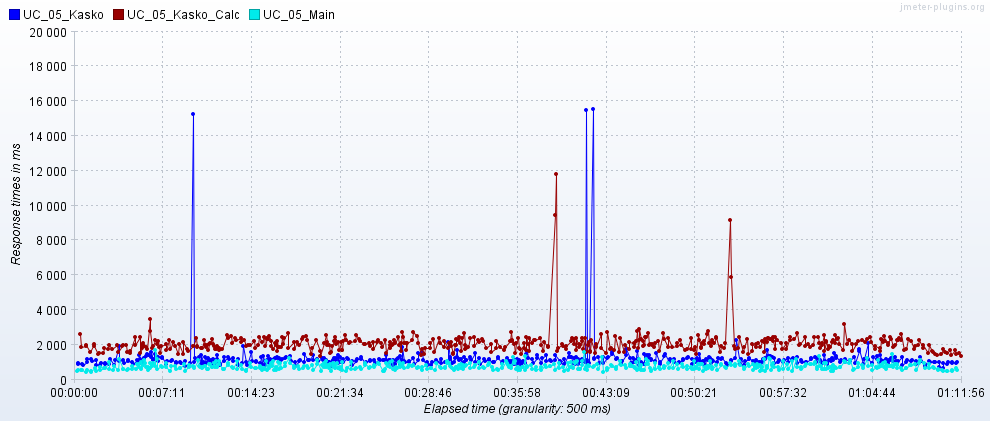 jmeter-plugins.org
UC_05_Kasko UC_05_Kasko_Calc UC_05_Main
20 000
18 000
16 000
14 000
12 000
10 000
8 000
6 000
4 000
2 000
0
Response times in ms
00:00:00 00:07:11 00:14:23 00:21:34 00:28:46 00:35:58 00:43:09 00:50:21 00:57:32 01:04:44 01:11:56
Elapsed time (granularity: 500 ms)